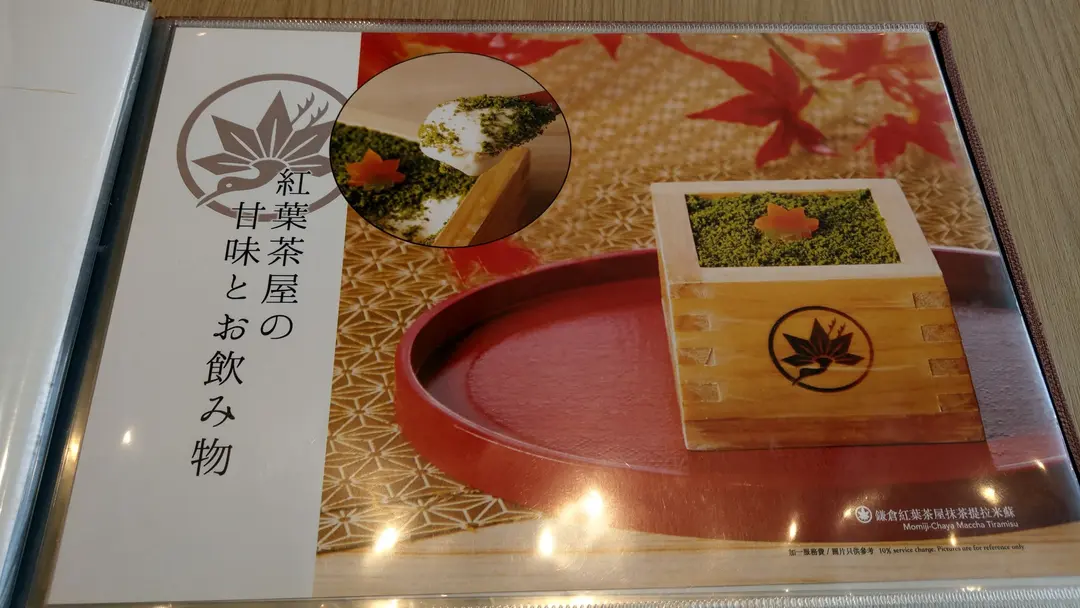 紅葉茶屋の
甘味とお飲み物
鎌倉紅葉茶屋抹茶提拉米蘇
Momiji-Chaya Maccha Tiramisu
加一服務費 / 圖片只供參考 10% service charge. Pictures are for reference only